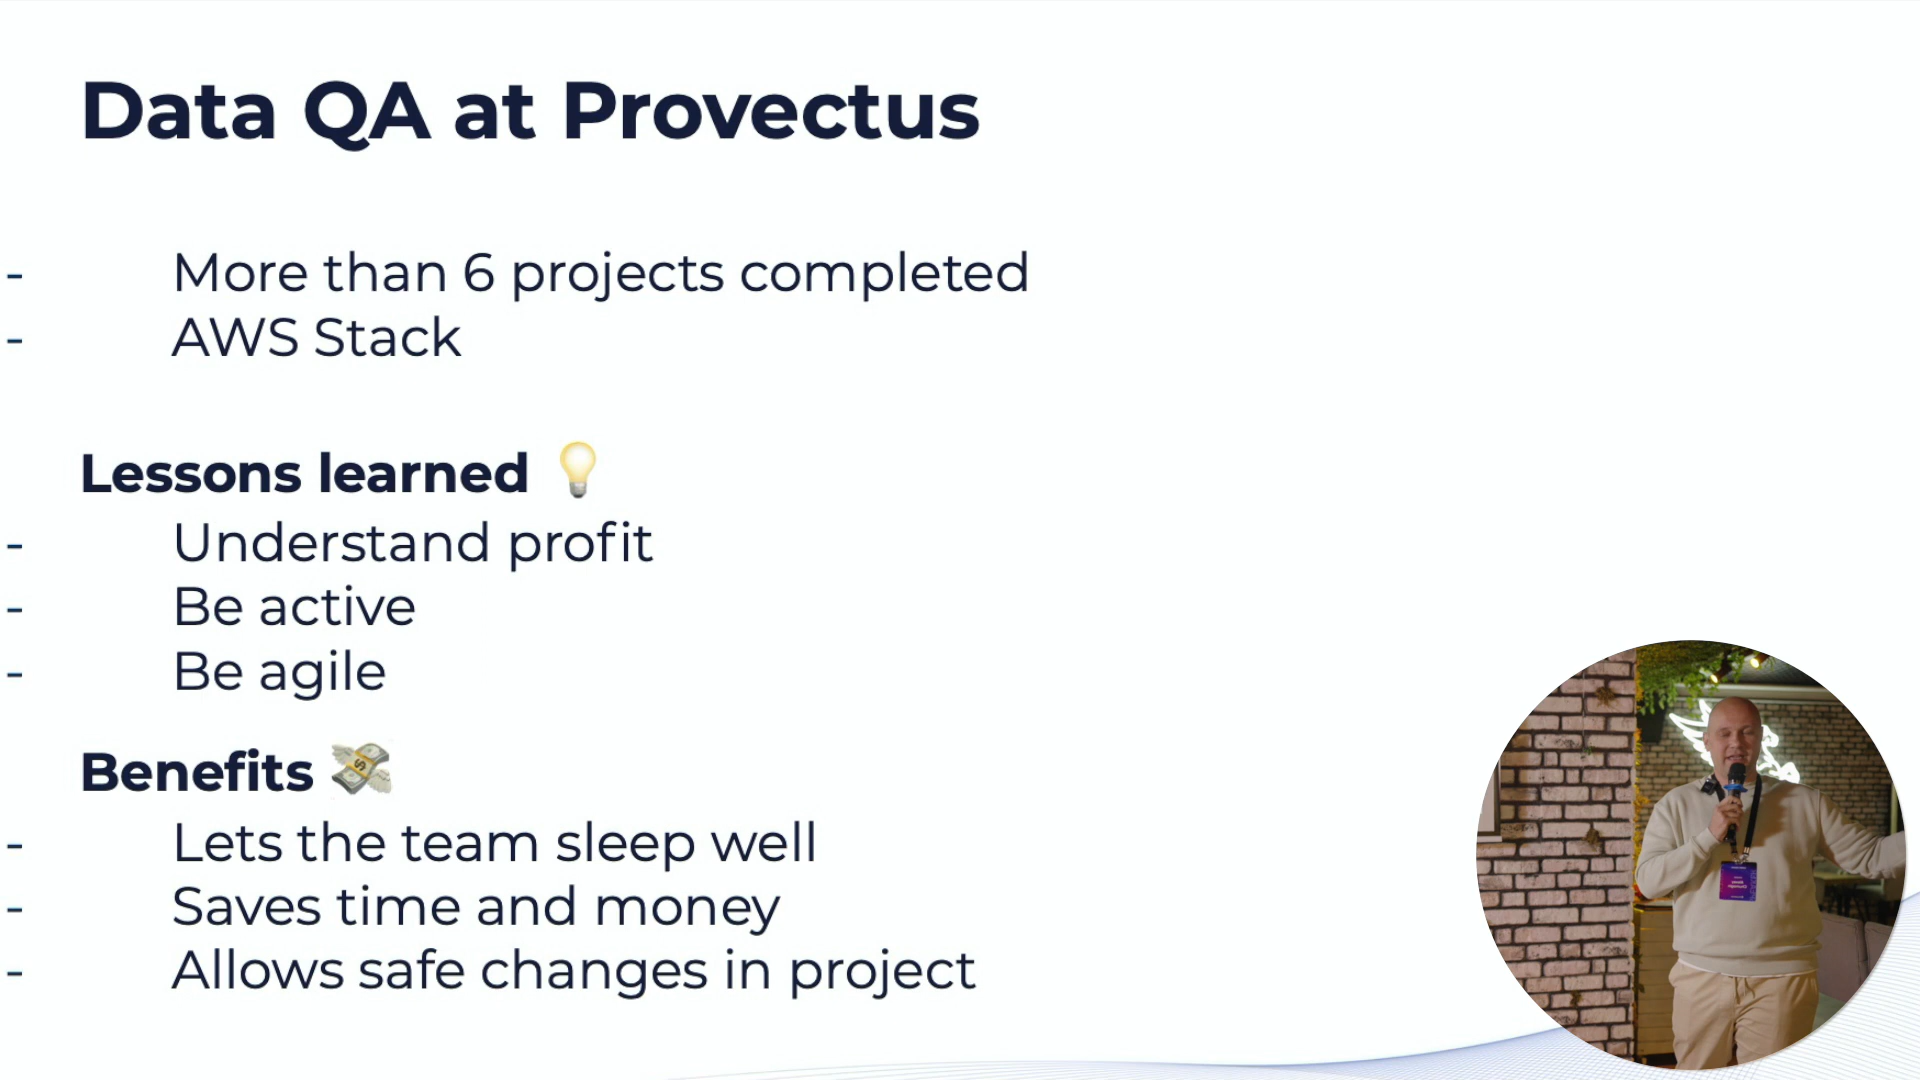 Data QA at Provectus
- More than 6 projects completed
- AWS Stack
Lessons learned 💡
- Understand profit
- Be active
- Be agile
Benefits 💸
- Lets the team sleep well
- Saves time and money
- Allows safe changes in project